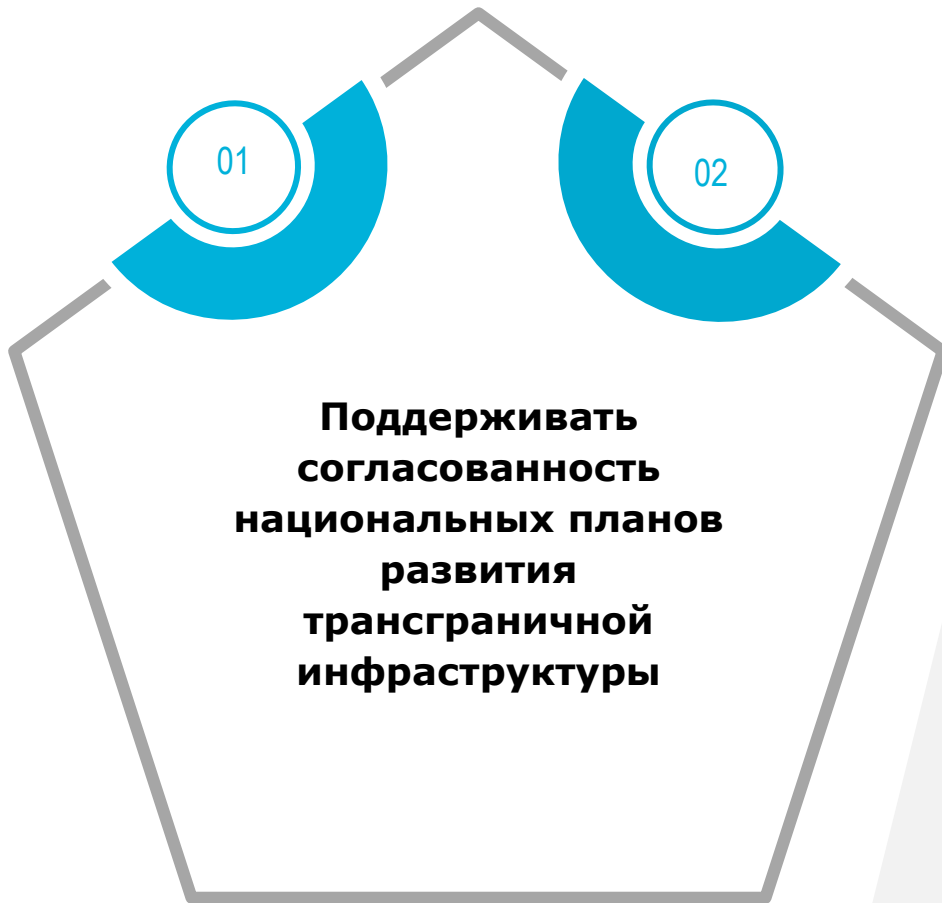 01
02
Поддерживать
согласованность
национальных планов
развития
трансграничной
инфраструктуры